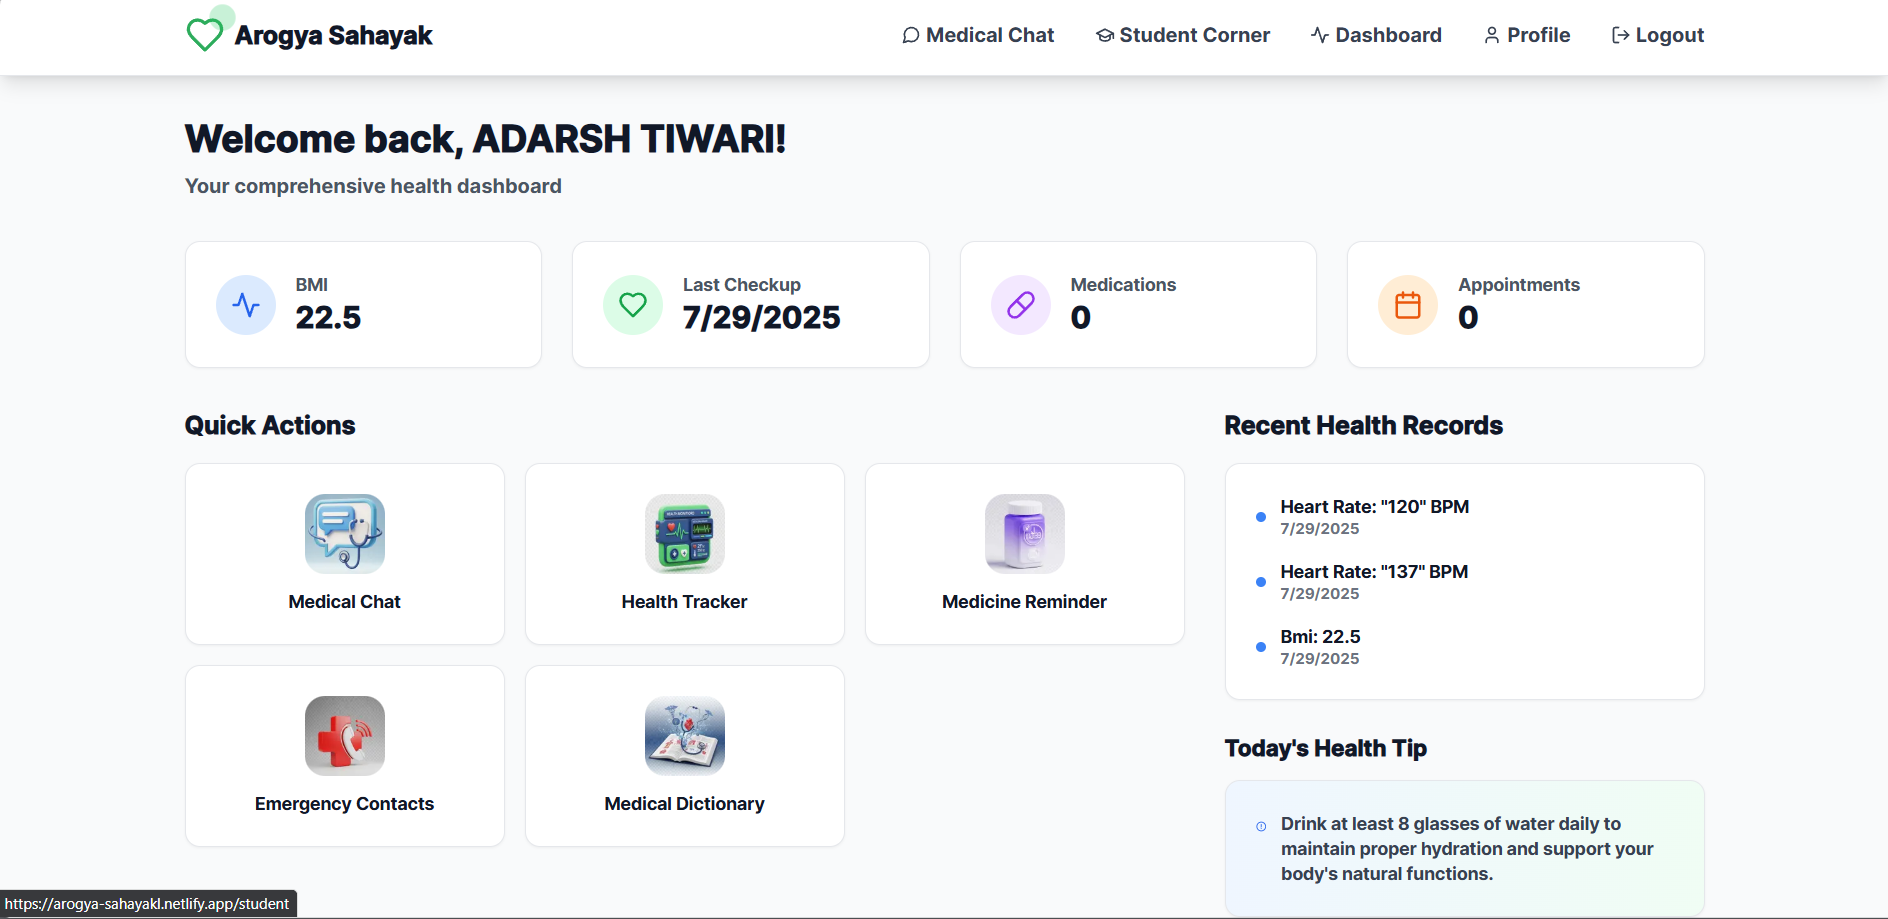 Arogya Sahayak
Medical Chat
Student Corner
Dashboard
Profile
Logout
Welcome back, ADARSH TIWARI!
Your comprehensive health dashboard
BMI
22.5
Last Checkup
7/29/2025
Medications
0
Appointments
0
Quick Actions
Medical Chat
Health Tracker
Medicine Reminder
Emergency Contacts
Medical Dictionary
Recent Health Records
Heart Rate: "120" BPM
7/29/2025
Heart Rate: "137" BPM
7/29/2025
Bmi: 22.5
7/29/2025
Today's Health Tip
Drink at least 8 glasses of water daily to
maintain proper hydration and support your
body's natural functions.
https://arogya-sahayakl.netlify.app/student